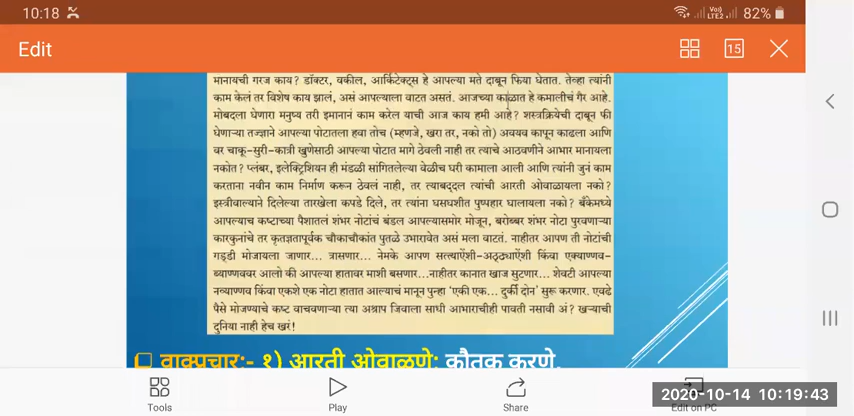 10:18
Vo)
LTE2
82%
Edit
15
मानायची गरज काय? डॉक्टर, वकील, आर्किटेक्ट्स हे आपल्या मते दाबून फिया घेतात. तेव्हा त्यांनी
काम केलं तर विशेष काय झालं, असं आपल्याला वाटत असतं. आजच्या काळात हे कमालीचं गैर आहे.
मोबदला घेणारा मनुष्य तरी इमानानं काम करेल याची आज काय हमी आहे? शस्त्रक्रियेची दाबून फी
घेणाऱ्या तज्ज्ञाने आपल्या पोटातला हवा तोच (म्हणजे, खरा तर, नको तो) अवयव कापून काढला आणि
वर चाकू-सुरी-कात्री खुणेसाठी आपल्या पोटात मागे ठेवली नाही तर त्याचे आठवणीने आभार मानायला
नकोत? प्लंबर, इलेक्ट्रिशियन ही मंडळी सांगितलेल्या वेळीच घरी कामाला आली आणि त्यांनी जुनं काम
करताना नवीन काम निर्माण करून ठेवलं नाही, तर त्याबद्दल त्यांची आरती ओवाळायला नको?
इस्त्रीवाल्याने दिलेल्या तारखेला कपडे दिले, तर त्यांना घसघशीत पुष्पहार घालायला नको? बँकेमध्ये
आपल्याच कष्टाच्या पैशातलं शंभर नोटांचं बंडल आपल्यासमोर मोजून, बरोब्बर शंभर नोटा पुरवणाऱ्या
कारकुनांचे तर कृतज्ञतापूर्वक चौकाचौकांत पुतळे उभारावेत असं मला वाटतं. नाहीतर आपण ती नोटांची
गड्डी मोजायला जाणार... त्रासणार... नेमके आपण सत्त्याऐंशी-अठ्ठ्याऐंशी किंवा एक्याण्णव-
ब्याण्णववर आलो की आपल्या हातावर माशी बसणार...नाहीतर कानात खाज सुटणार... शेवटी आपल्या
नव्याण्णव किंवा एकशे एक नोटा हातात आल्याचं मानून पुन्हा 'एकी एक... दुर्की दोन' सुरू करणार. एवढे
पैसे मोजण्याचे कष्ट वाचवणाऱ्या त्या अश्राप जिवाला साधी आभाराचीही पावती नसावी अं? खऱ्याची
दुनिया नाही हेच खरं!
वाक्प्रचार:- १) आरती ओवाळणे: कौतुक करणे.
Tools
Play
Share
Edit on PC
2020-10-14 10:19:43